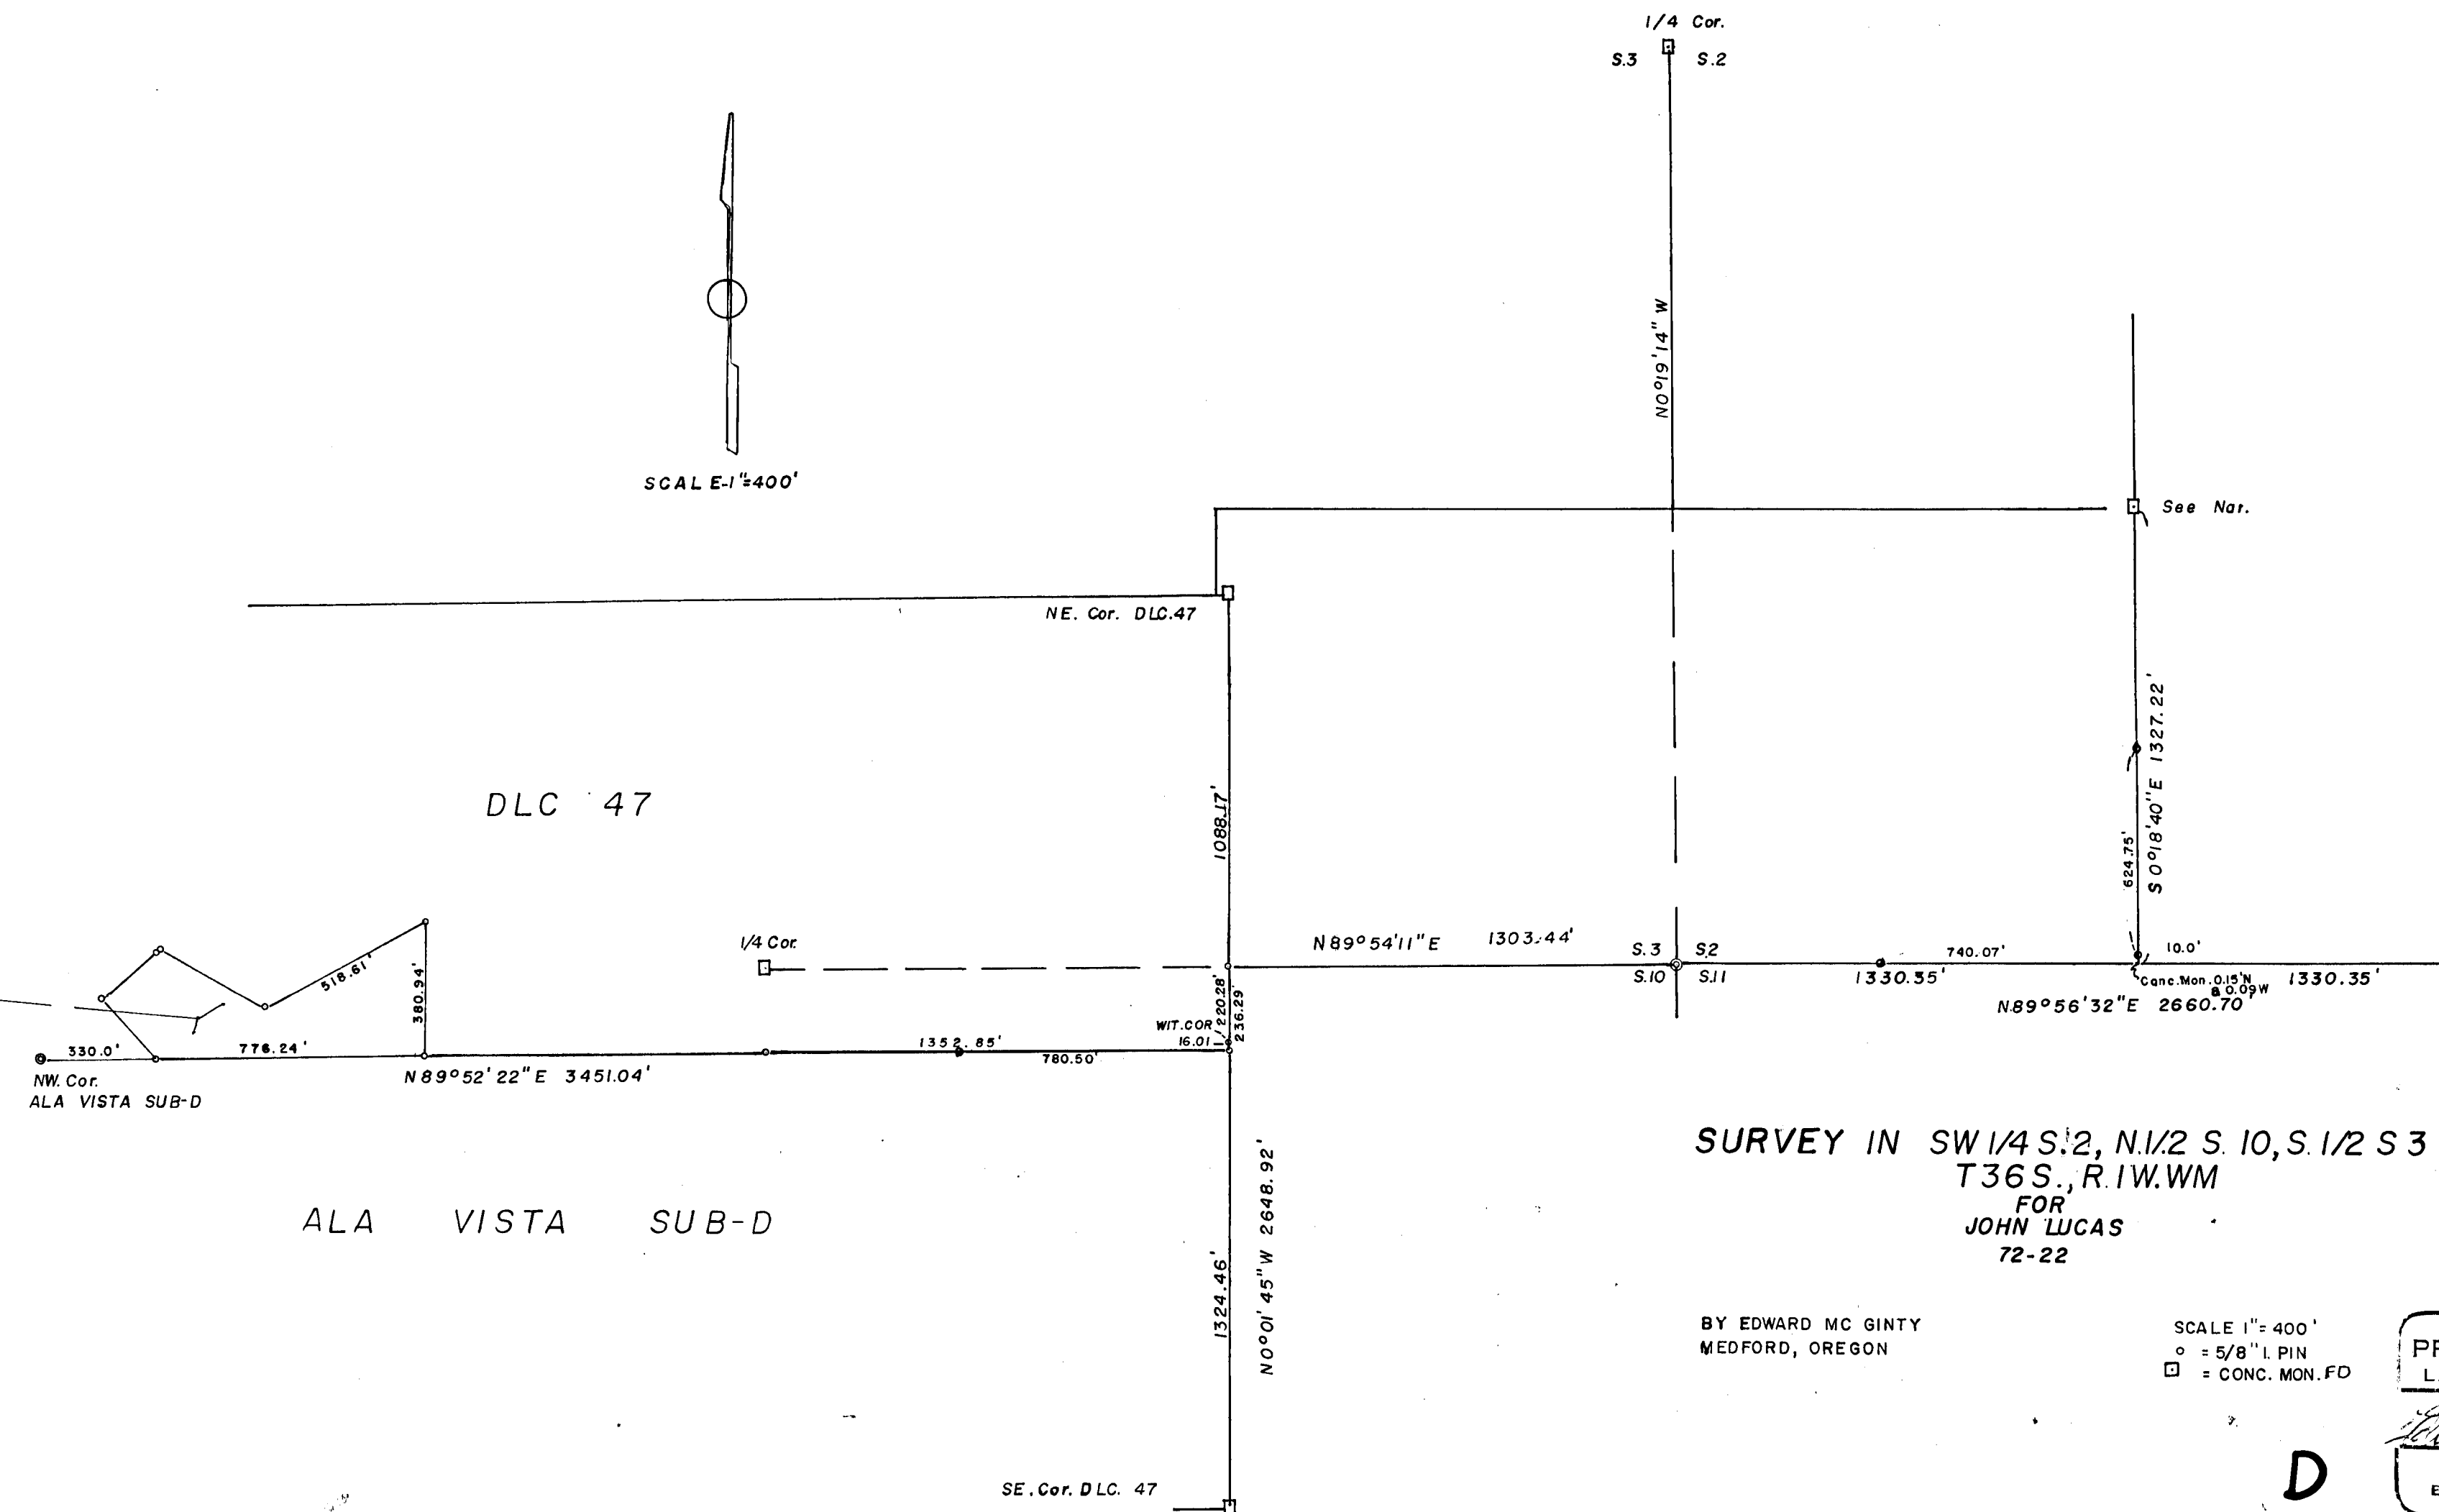 1/4 Cor.
S.3 S.2
N0°19'14" W
SCALE-1"=400'
See Nar.
NE. Cor. DLC.47
S0°18'40"E 1327.22'
DLC 47
1088.17'
624.75'
1/4 Cor.
N89°54'11"E 1303.44'
S.3 S.2
S.10 S.11
740.07'
10.0'
1330.35'
Conc.Mon.0.15'N
& 0.09W
1330.35'
N89°56'32"E 2660.70'
518.61'
380.94'
220.28'
236.29'
WIT.COR
16.01
330.0'
776.24'
1352.85'
780.50'
N89°52'22"E 3451.04'
NW. Cor.
ALA VISTA SUB-D
SURVEY IN SW 1/4 S.2, N.1/2 S. 10, S. 1/2 S 3
T36S., R.1W.WM
FOR
JOHN LUCAS
72-22
ALA VISTA SUB-D
1324.46'
N0°01'45"W 2648.92'
BY EDWARD MC GINTY
MEDFORD, OREGON
SCALE 1"=400'
o = 5/8" I. PIN
= CONC. MON. FD
SE. Cor. DLC. 47
D